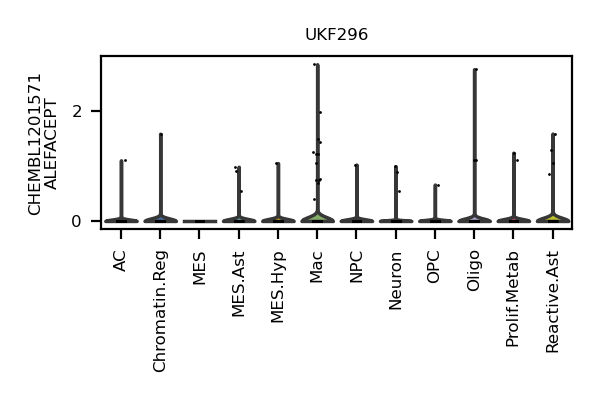 UKF296
CHEMBL1201571
ALEFACEPT
2
0
AC
Chromatin.Reg
MES
MES.Ast
MES.Hyp
Mac
NPC
Neuron
OPC
Oligo
Prolif.Metab
Reactive.Ast